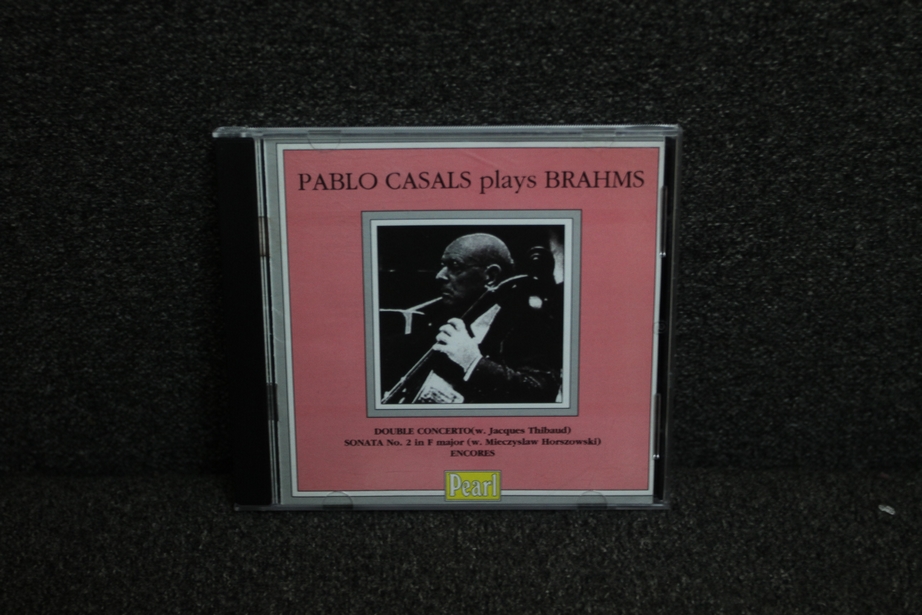 PABLO CASALS plays BRAHMS
DOUBLE CONCERTO(w. Jacques Thibaud)
SONATA No. 2 in F major (w. Mieczyslaw Horszowski)
ENCORES
Pearl